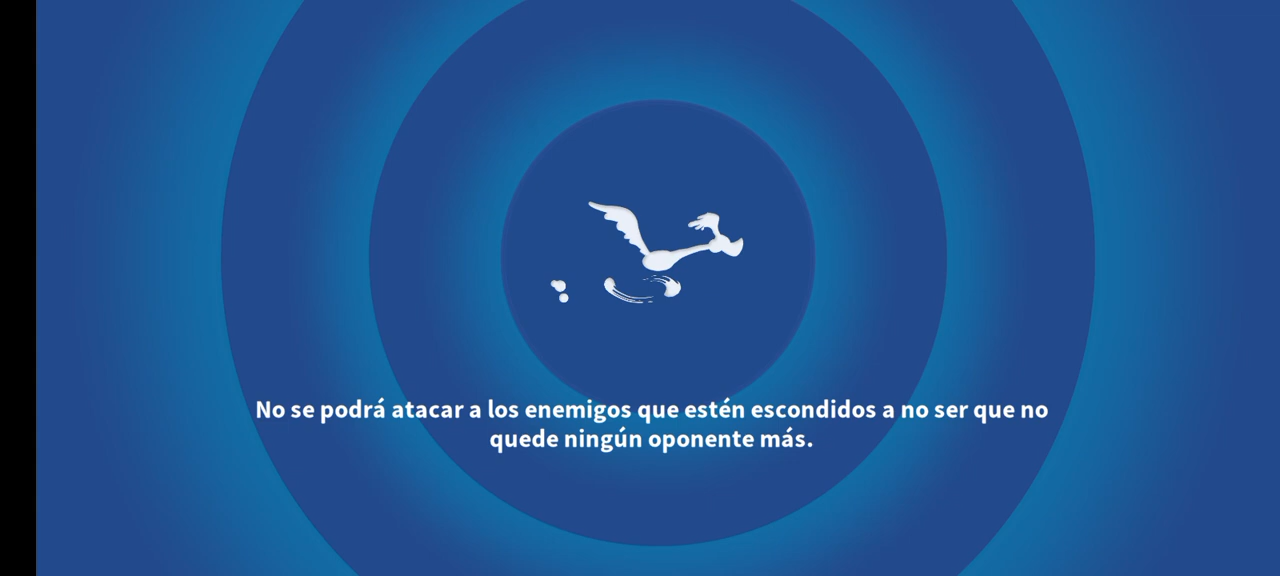 No se podrá atacar a los enemigos que estén escondidos a no ser que no
quede ningún oponente más.